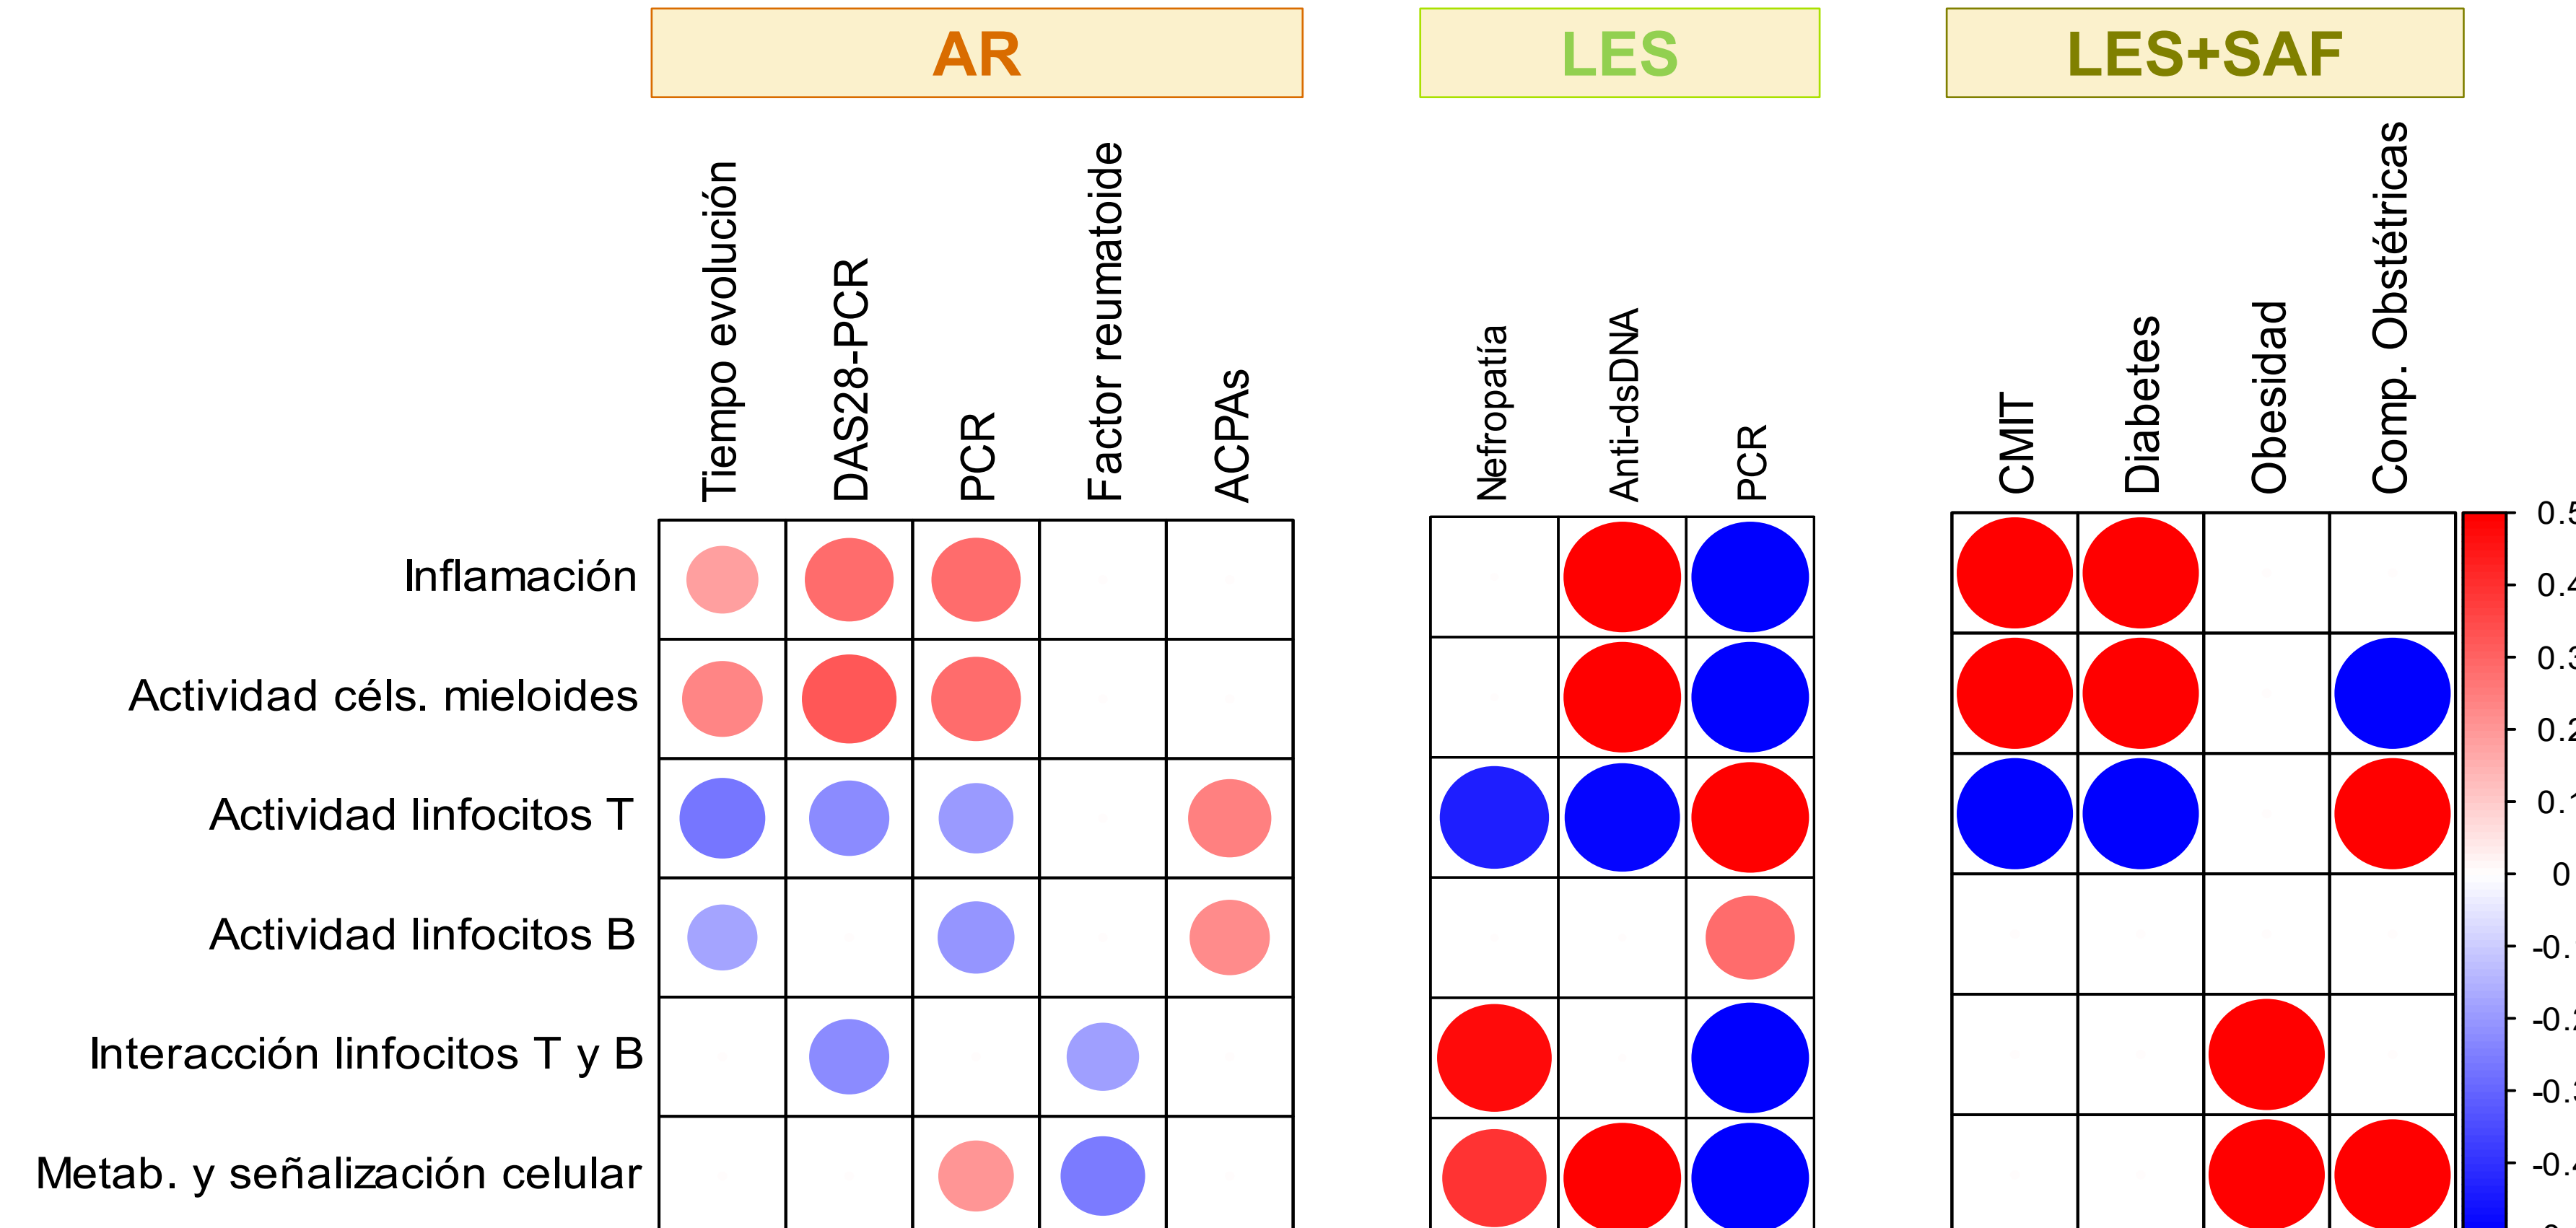 AR
LES
LES+SAF
Tiempo evolución
DAS28-PCR
PCR
Factor reumatoide
ACPAs
Nefropatía
Anti-dsDNA
PCR
CMIT
Diabetes
Obesidad
Comp. Obstétricas
Inflamación
Actividad céls. mieloides
Actividad linfocitos T
Actividad linfocitos B
Interacción linfocitos T y B
Metab. y señalización celular
0